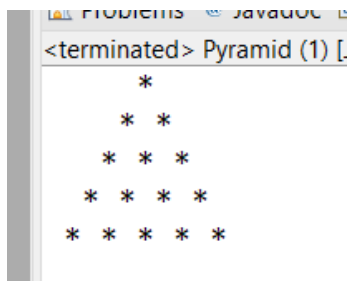 Problems @ Javadoc
<terminated> Pyramid (1) [
*
* *
* * *
* * * *
* * * * *